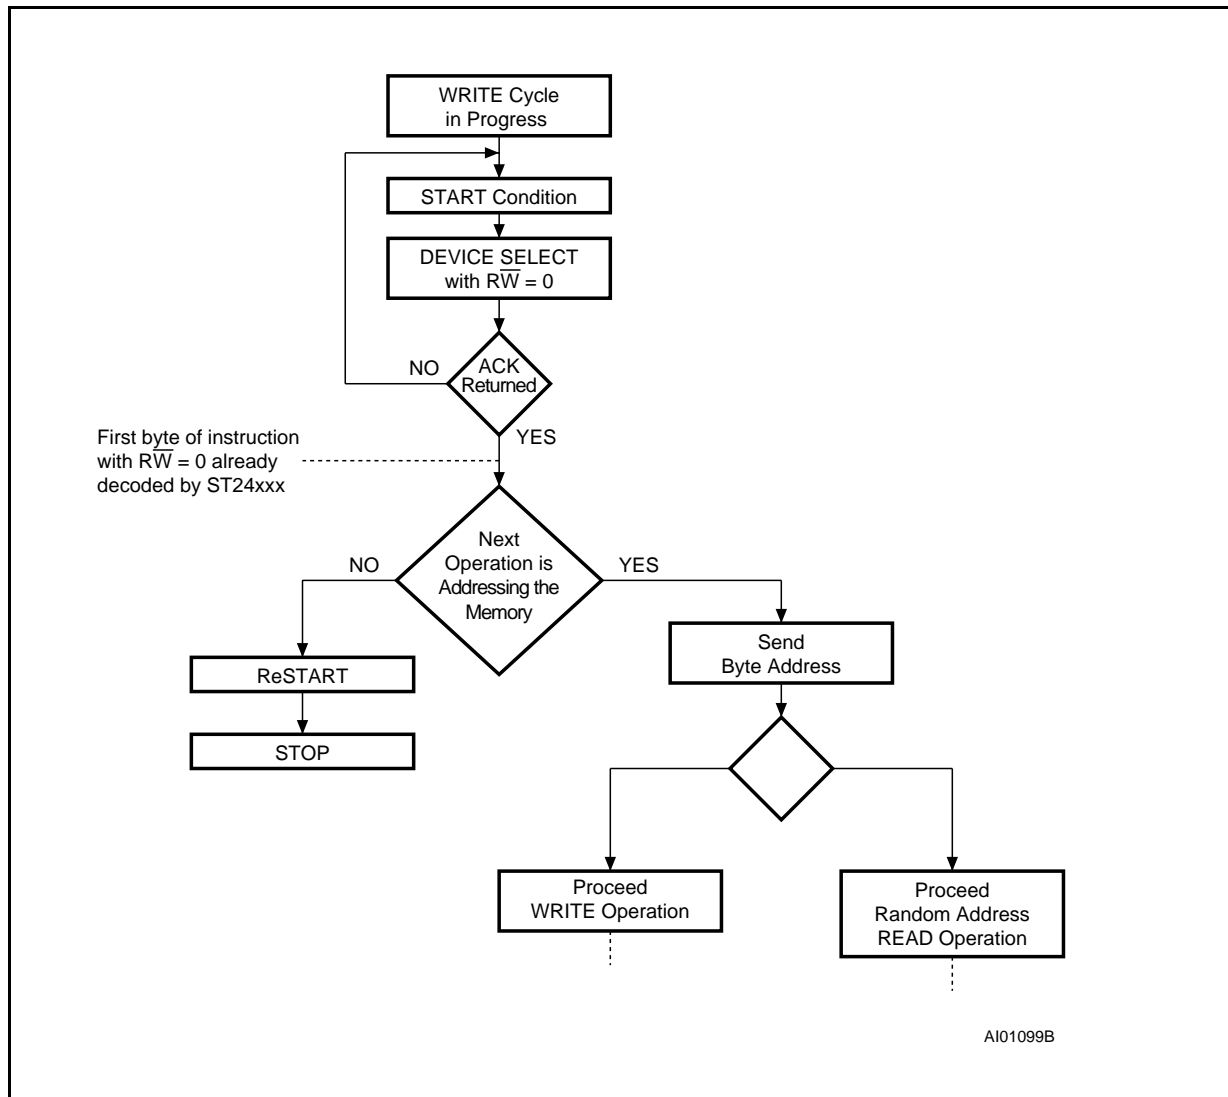 WRITE Cycle
in Progress
START Condition
DEVICE SELECT
with RW̅ = 0
NO
ACK
Returned
YES
First byte of instruction
with RW̅ = 0 already
decoded by ST24xxx
Next
Operation is
Addressing the
Memory
NO
YES
Send
Byte Address
ReSTART
STOP
Proceed
WRITE Operation
Proceed
Random Address
READ Operation
AI01099B